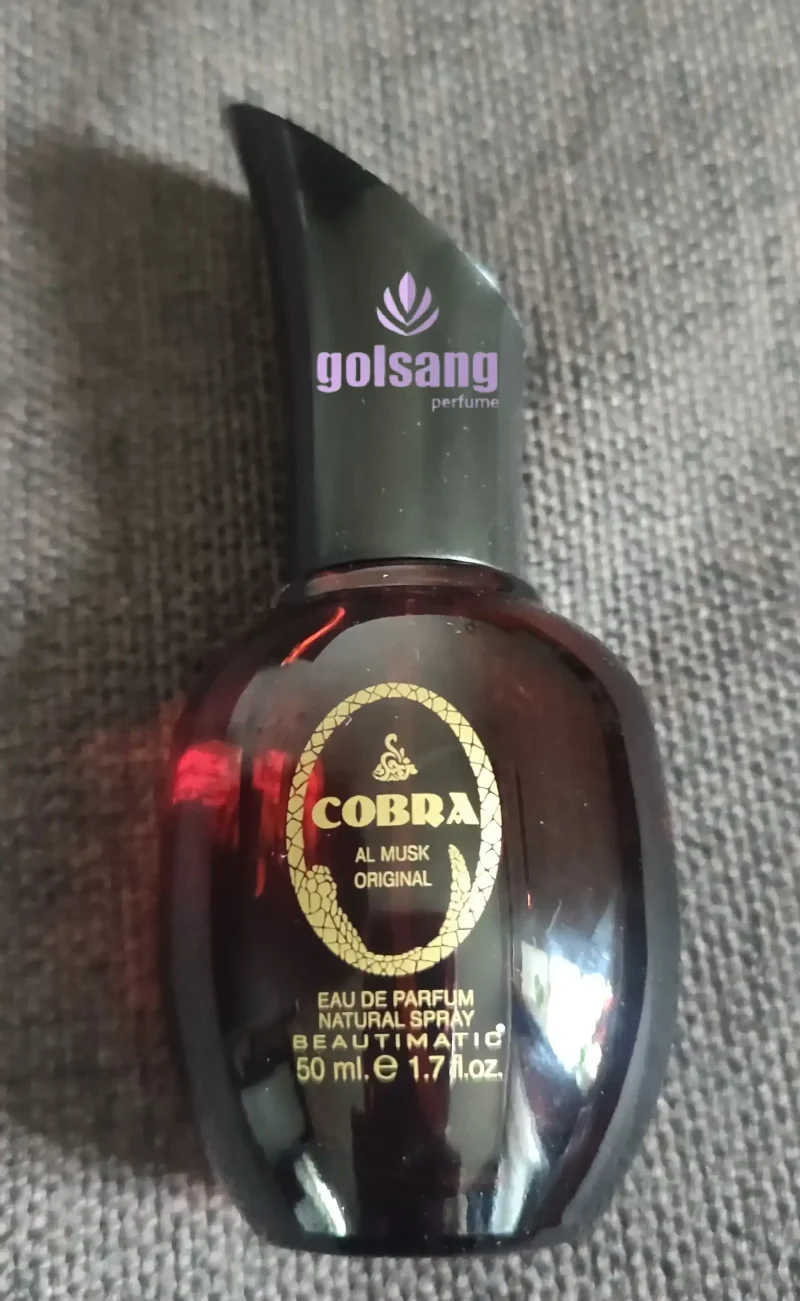 golsang
perfume
COBRA
AL MUSK
ORIGINAL
EAU DE PARFUM
NATURAL SPRAY
BEAUTIMATIC
50 ml. e 1.7 fl.oz.